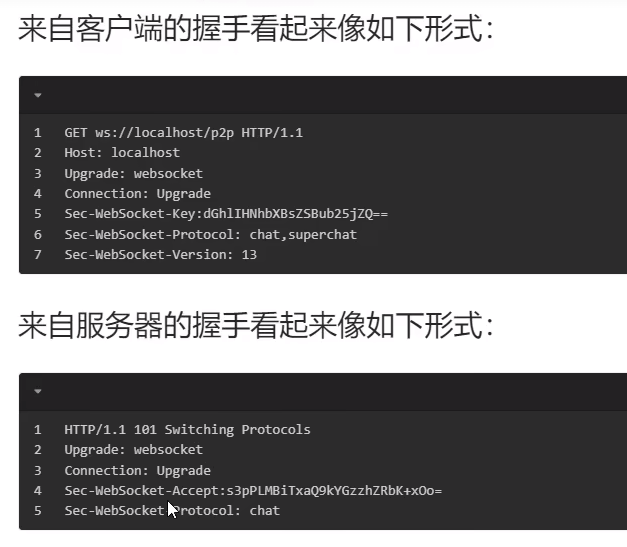 来自客户端的握手看起来像如下形式：
1 GET ws://localhost/p2p HTTP/1.1
2 Host: localhost
3 Upgrade: websocket
4 Connection: Upgrade
5 Sec-WebSocket-Key:dGhlIHNhbXBsZSBub25jZQ==
6 Sec-WebSocket-Protocol: chat,superchat
7 Sec-WebSocket-Version: 13
来自服务器的握手看起来像如下形式：
1 HTTP/1.1 101 Switching Protocols
2 Upgrade: websocket
3 Connection: Upgrade
4 Sec-WebSocket-Accept:s3pPLMBiTxaQ9kYGzzhZRbK+xOo=
5 Sec-WebSocket-Protocol: chat